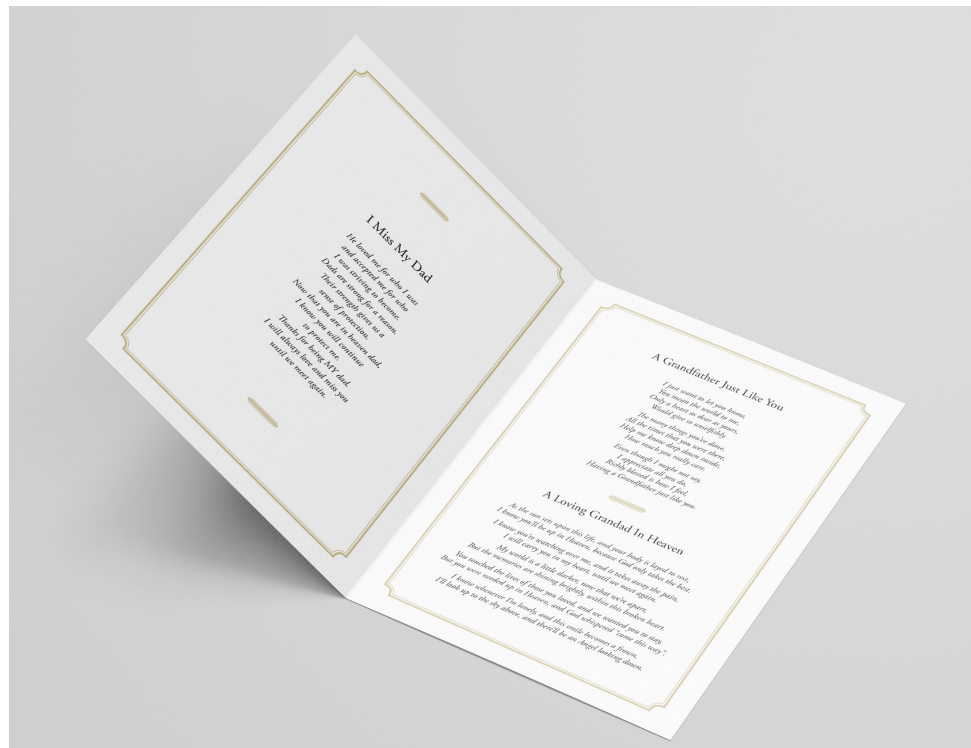 I Miss My Dad
He loved me for who I was
and accepted me for who
I was striving to become.
Dads are strong for a reason,
Their strength gives us a
sense of protection.
Now that you are in heaven dad,
I know you will continue
to protect me.
Thanks for being MY dad.
I will always love and miss you
until we meet again.
A Grandfather Just Like You
I just want to let you know,
You mean the world to me,
Only a heart as dear as yours,
Would give so unselfishly.
The many things you've done,
All the times that you were there,
Help me know deep down inside,
How much you really care.
Even though I might not say,
I appreciate all you do,
Richly blessed is how I feel,
Having a Grandfather just like you.
A Loving Grandad In Heaven
As the sun sets upon this life, and your body is layed to rest,
I know you'll be up in Heaven, because God only takes the best.
I know you're watching over me, and it takes away the pain,
I will carry you in my heart, until we meet again.
My world is a little darker, now that we're apart,
But the memories are shining brightly, within this broken heart.
You touched the lives of those you loved, and we wanted you to stay,
But you were needed up in Heaven, and God whispered "come this way".
I know whenever I'm lonely, and this smile becomes a frown,
I'll look up to the sky above, and there'll be an Angel looking down.